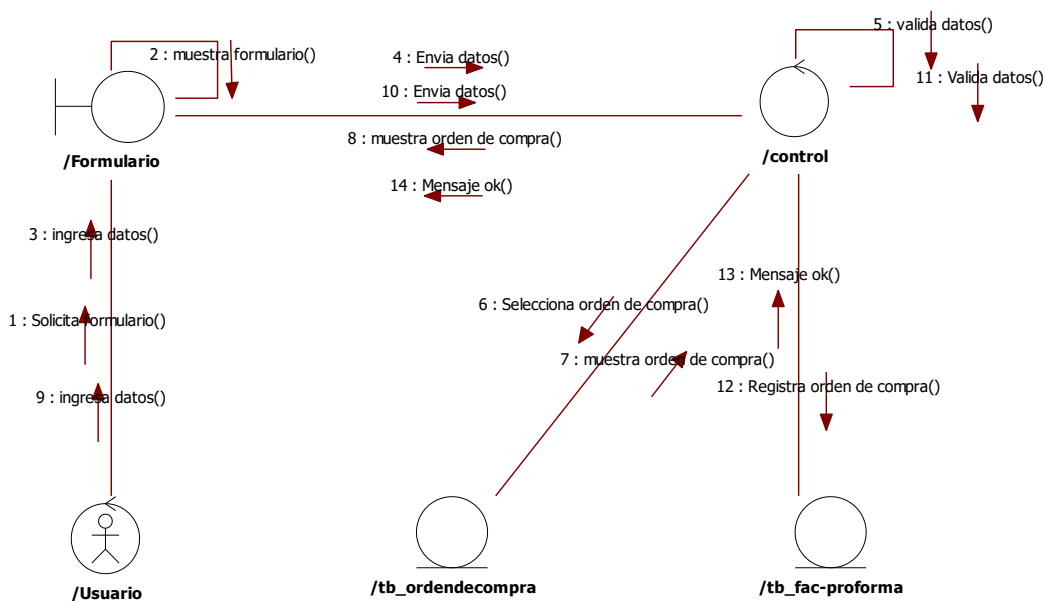 5 : valida datos()
2 : muestra formulario()
4 : Envia datos()
11 : Valida datos()
10 : Envia datos()
8 : muestra orden de compra()
/Formulario
/control
14 : Mensaje ok()
3 : ingresa datos()
13 : Mensaje ok()
6 : Selecciona orden de compra()
1 : Solicita formulario()
7 : muestra orden de compra()
12 : Registra orden de compra()
9 : ingresa datos()
/Usuario
/tb_ordendecompra
/tb_fac-proforma